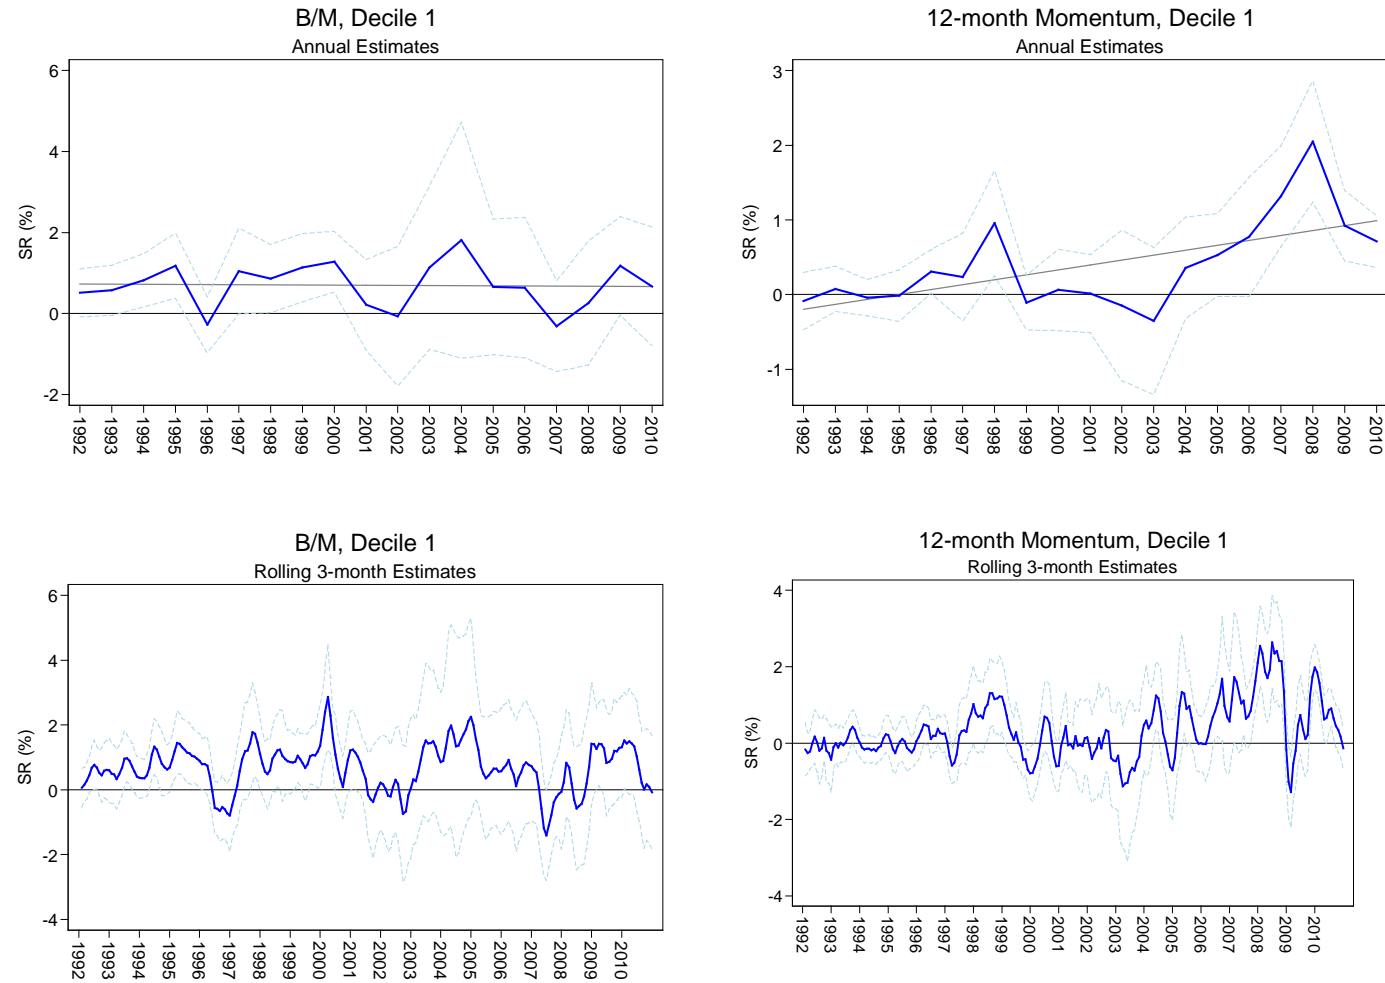 B/M, Decile 1
Annual Estimates
SR (%)
6
4
2
0
-2
1992 1993 1994 1995 1996 1997 1998 1999 2000 2001 2002 2003 2004 2005 2006 2007 2008 2009 2010
12-month Momentum, Decile 1
Annual Estimates
SR (%)
3
2
1
0
-1
1992 1993 1994 1995 1996 1997 1998 1999 2000 2001 2002 2003 2004 2005 2006 2007 2008 2009 2010
B/M, Decile 1
Rolling 3-month Estimates
SR (%)
6
4
2
0
-2
-4
1992 1993 1994 1995 1996 1997 1998 1999 2000 2001 2002 2003 2004 2005 2006 2007 2008 2009 2010
12-month Momentum, Decile 1
Rolling 3-month Estimates
SR (%)
4
2
0
-2
-4
1992 1993 1994 1995 1996 1997 1998 1999 2000 2001 2002 2003 2004 2005 2006 2007 2008 2009 2010